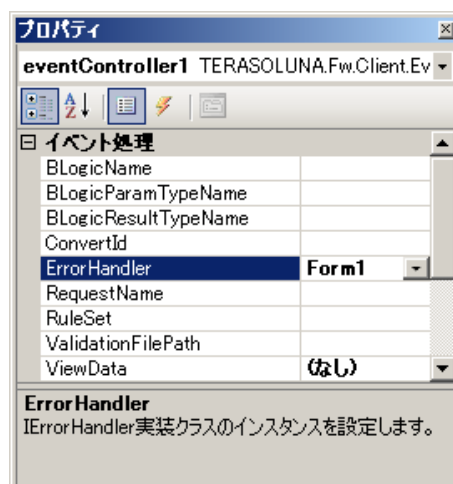 プロパティ
eventController1 TERASOLUNA.Fw.Client.Ev
イベント処理
BLogicName
BLogicParamTypeName
BLogicResultTypeName
ConvertId
ErrorHandler Form1
RequestName
RuleSet
ValidationFilePath
ViewData (なし)
ErrorHandler
IErrorHandler実装クラスのインスタンスを設定します。